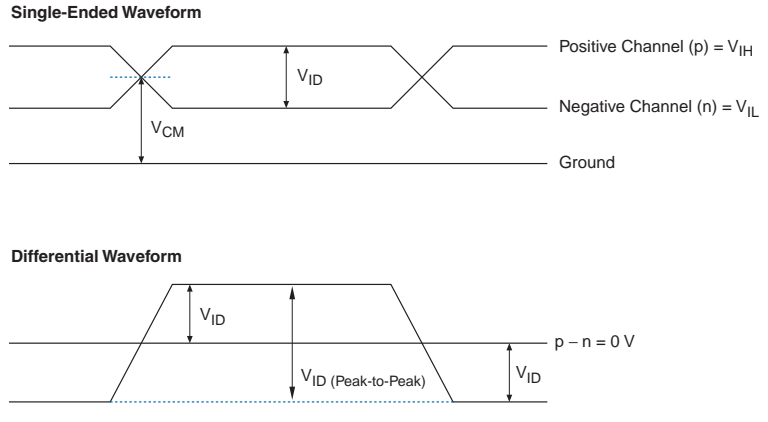 Single-Ended Waveform
Positive Channel (p) = VIH
VID
Negative Channel (n) = VIL
VCM
Ground
Differential Waveform
VID
p – n = 0 V
VID (Peak-to-Peak)
VID